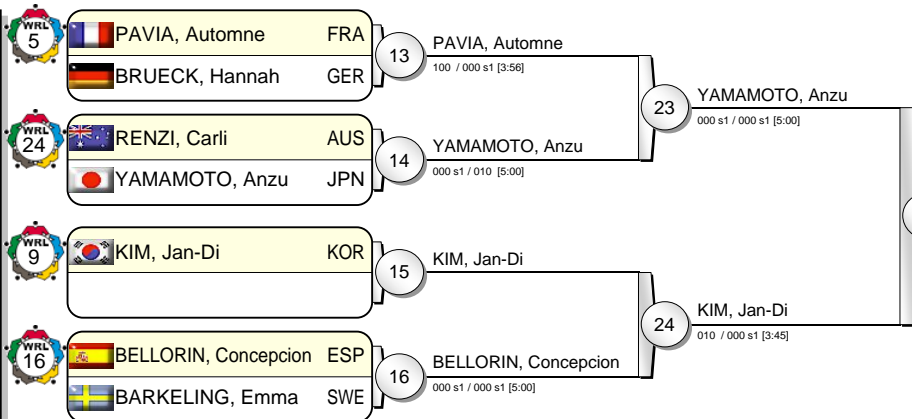 WRL
5
PAVIA, Automne FRA
BRUECK, Hannah GER
13
PAVIA, Automne
100 / 000 s1 [3:56]
23
YAMAMOTO, Anzu
000 s1 / 000 s1 [5:00]
WRL
24
RENZI, Carli AUS
YAMAMOTO, Anzu JPN
14
YAMAMOTO, Anzu
000 s1 / 010 [5:00]
WRL
9
KIM, Jan-Di KOR
15
KIM, Jan-Di
24
KIM, Jan-Di
010 / 000 s1 [3:45]
WRL
16
BELLORIN, Concepcion ESP
BARKELING, Emma SWE
16
BELLORIN, Concepcion
000 s1 / 000 s1 [5:00]